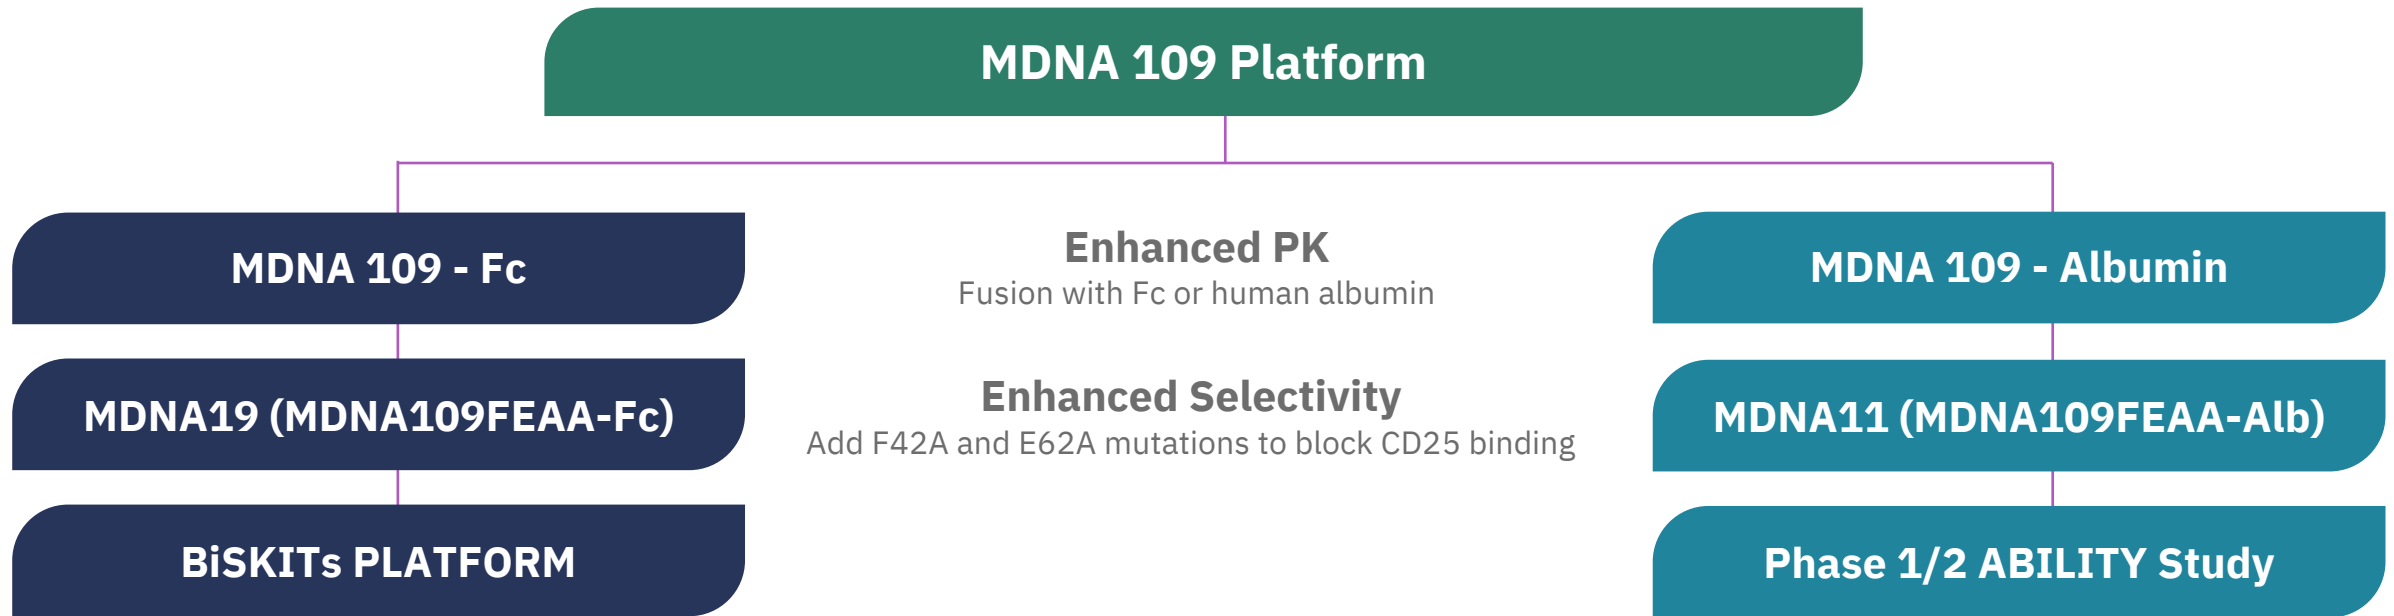 MDNA 109 Platform
MDNA 109 - Fc
Enhanced PK
Fusion with Fc or human albumin
MDNA 109 - Albumin
MDNA19 (MDNA109FEAA-Fc)
Enhanced Selectivity
Add F42A and E62A mutations to block CD25 binding
MDNA11 (MDNA109FEAA-Alb)
BiSKITs PLATFORM
Phase 1/2 ABILITY Study